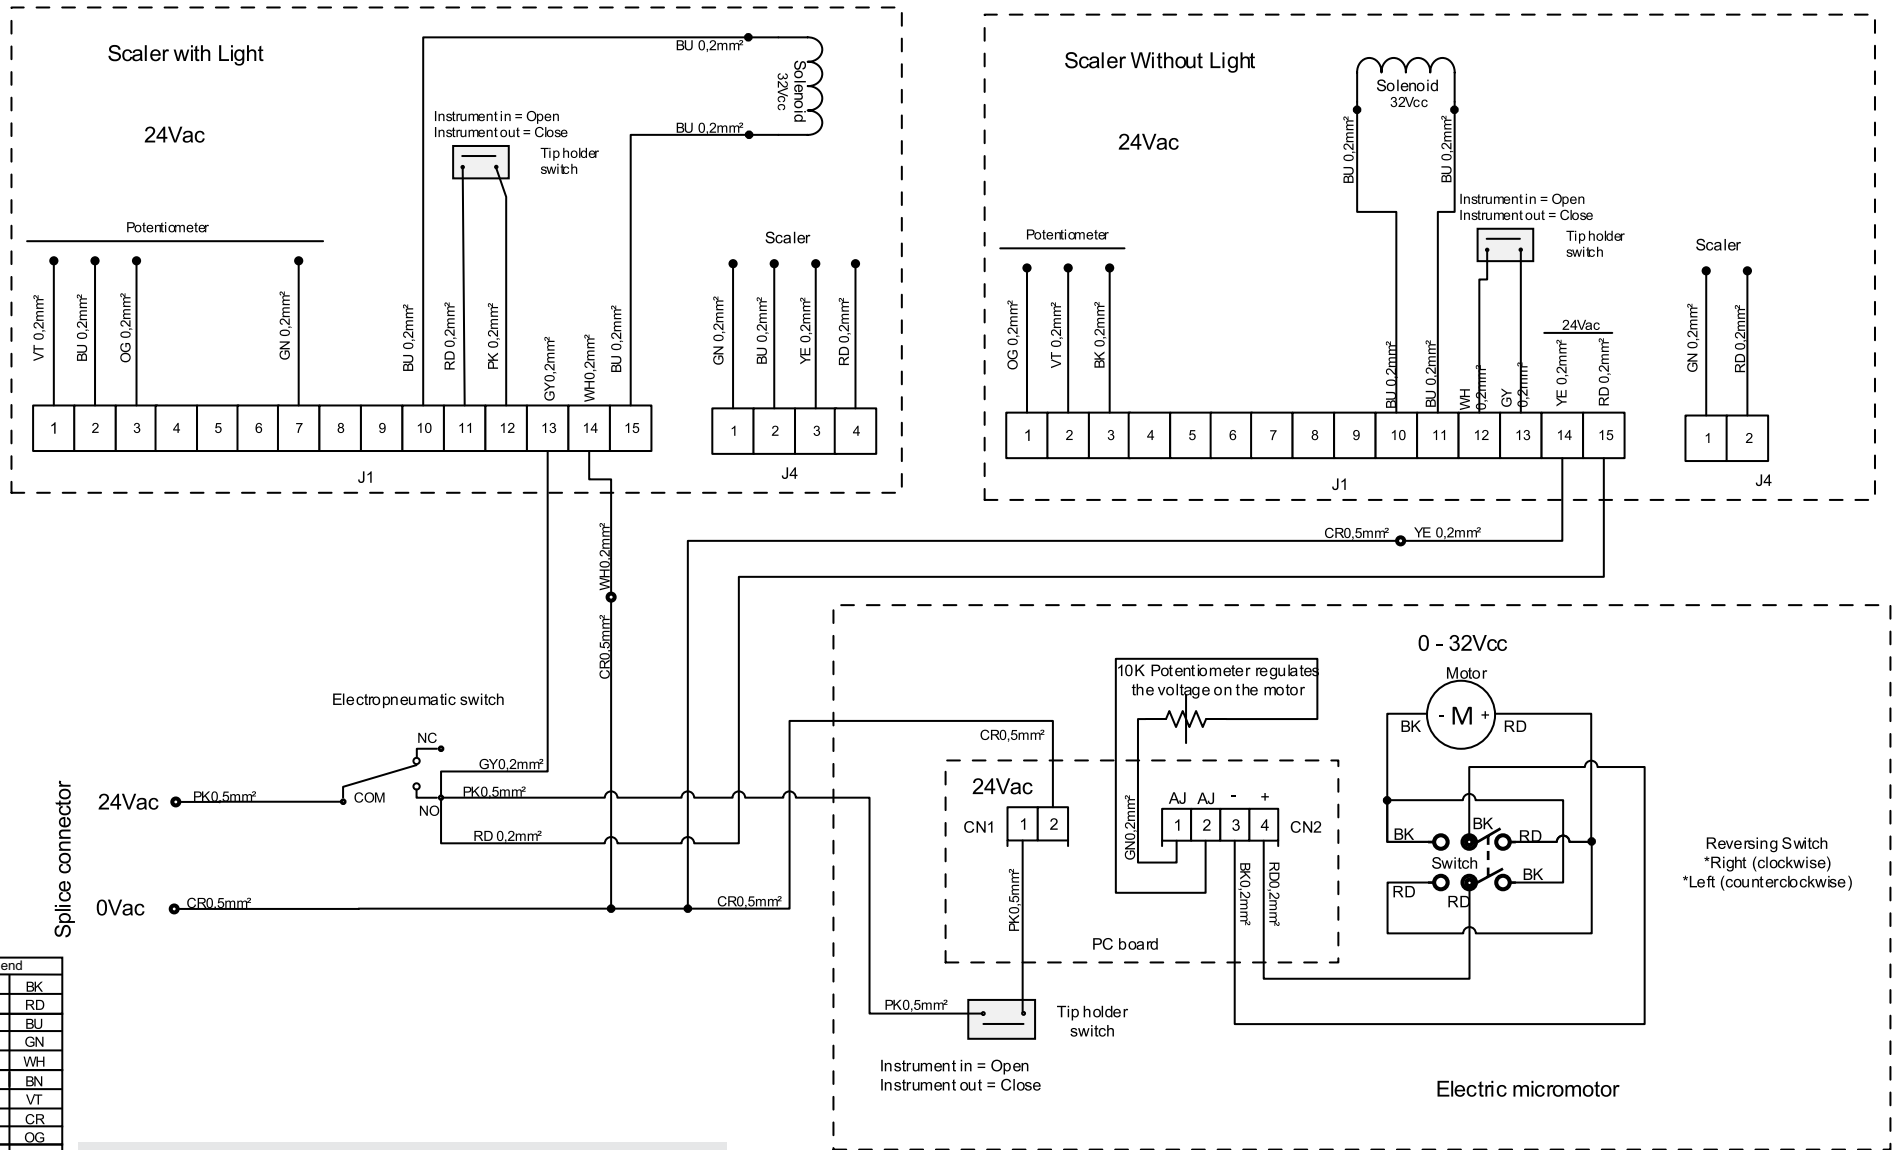 Scaler with Light
24Vac
BU 0,2mm²
Solenoid
32Vcc
BU 0,2mm²
Instrument in = Open
Instrument out = Close
Tip holder
switch
Potentiometer
VT 0,2mm²
BU 0,2mm²
OG 0,2mm²
GN 0,2mm²
BU 0,2mm²
RD 0,2mm²
PK 0,2mm²
GY0,2mm²
WH0,2mm²
BU 0,2mm²
1 2 3 4 5 6 7 8 9 10 11 12 13 14 15
J1
Scaler
GN 0,2mm²
BU 0,2mm²
YE 0,2mm²
RD 0,2mm²
1 2 3 4
J4
Scaler Without Light
24Vac
Solenoid
32Vcc
BU 0,2mm²
BU 0,2mm²
Instrument in = Open
Instrument out = Close
Tip holder
switch
Potentiometer
OG 0,2mm²
VT 0,2mm²
BK 0,2mm²
BU 0,2mm²
BU 0,2mm²
WH
0,2mm²
GY
0,2mm²
24Vac
YE 0,2mm²
RD 0,2mm²
1 2 3 4 5 6 7 8 9 10 11 12 13 14 15
J1
Scaler
GN 0,2mm²
RD 0,2mm²
1 2
J4
CR0,5mm²
YE 0,2mm²
WH0,2mm²
CR0.5mm²
Electropneumatic switch
NC
COM
NO
GY0,2mm²
PK0.5mm²
RD 0,2mm²
Splice connector
24Vac
PK0.5mm²
0Vac
CR0.5mm²
CR0,5mm²
0 - 32Vcc
Motor
- M +
BK
RD
10K Potentiometer regulates
the voltage on the motor
CR0,5mm²
24Vac
CN1
1 2
GN0,2mm²
AJ AJ - +
1 2 3 4
CN2
PK0,5mm²
BK0,2mm²
RD0,2mm²
PC board
BK
BK
RD
Switch
RD
RD
BK
Reversing Switch
*Right (clockwise)
*Left (counterclockwise)
PK0,5mm²
Tip holder
switch
Instrument in = Open
Instrument out = Close
Electric micromotor
end
BK
RD
BU
GN
WH
BN
VT
CR
OG